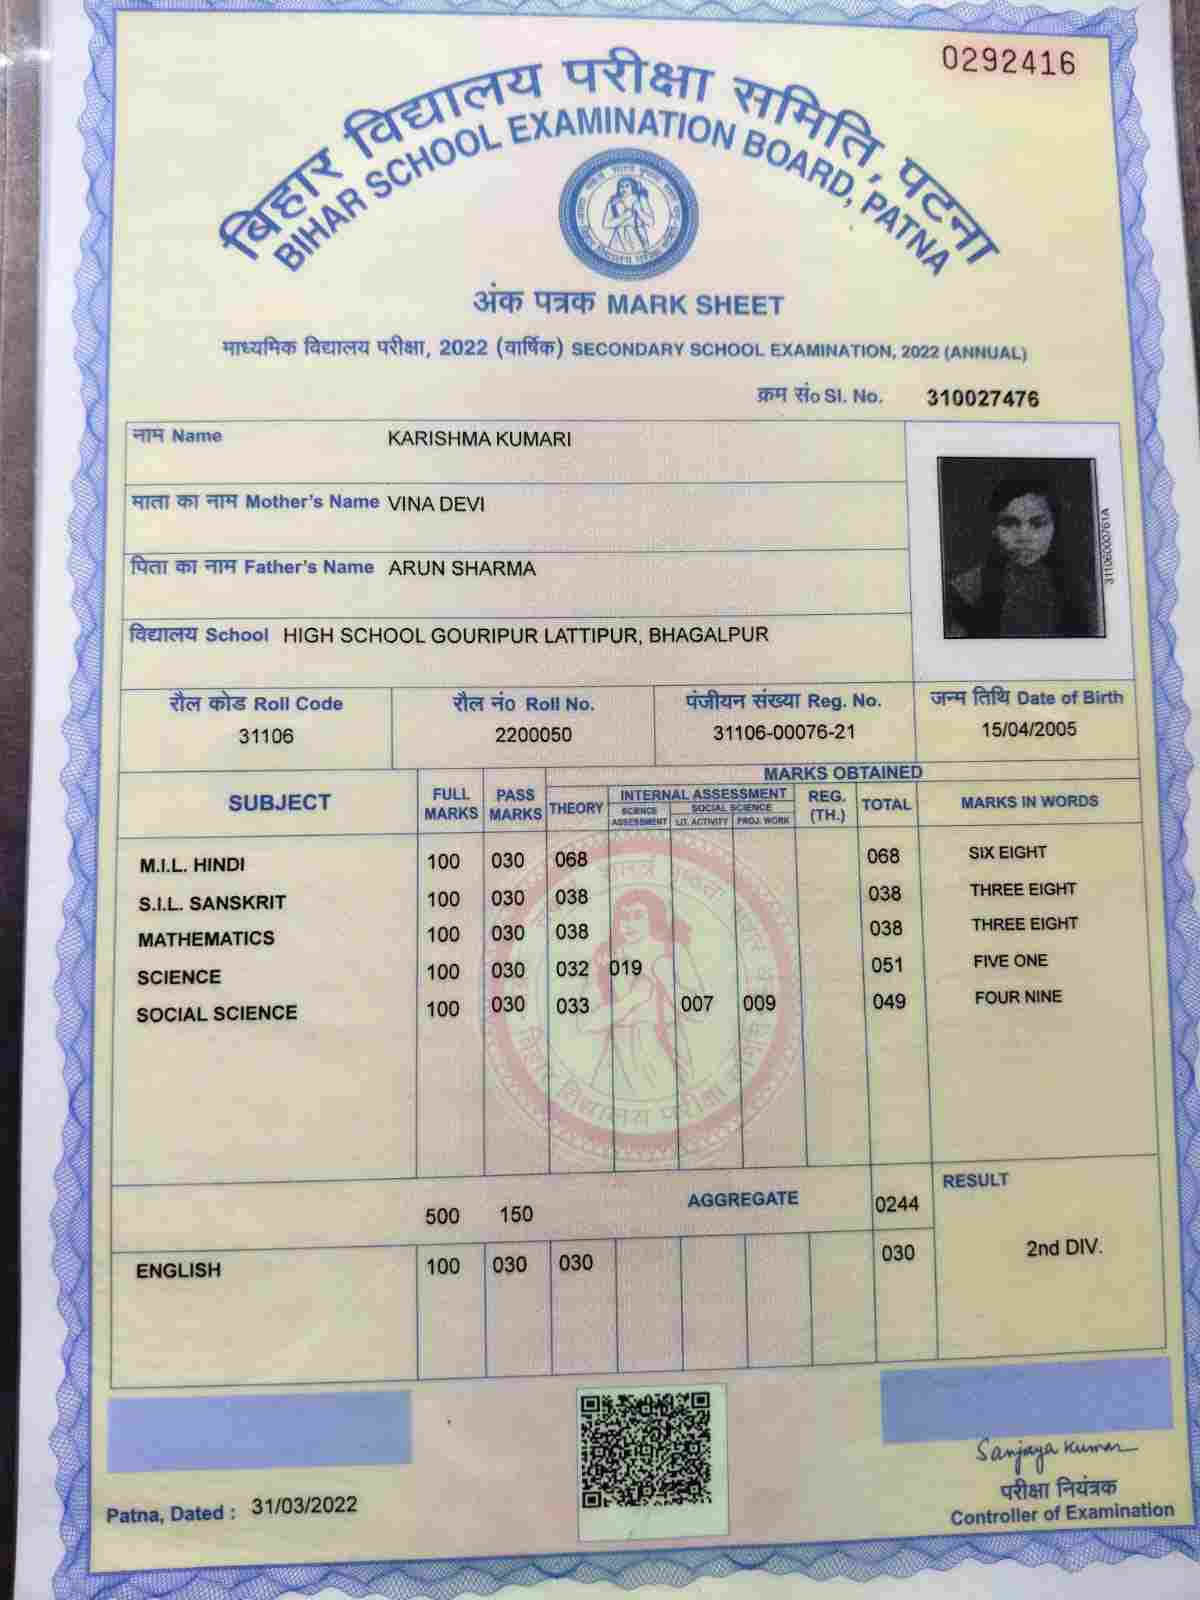 0292416
बिहार विद्यालय परीक्षा समिति, पटना
BIHAR SCHOOL EXAMINATION BOARD, PATNA
अंक पत्रक MARK SHEET
माध्यमिक विद्यालय परीक्षा, 2022 (वार्षिक) SECONDARY SCHOOL EXAMINATION, 2022 (ANNUAL)
क्रम सं० Sl. No. 310027476
नाम Name KARISHMA KUMARI
माता का नाम Mother's Name VINA DEVI
पिता का नाम Father's Name ARUN SHARMA
विद्यालय School HIGH SCHOOL GOURIPUR LATTIPUR, BHAGALPUR
31106000761A
रौल कोड Roll Code रौल नं० Roll No. पंजीयन संख्या Reg. No. जन्म तिथि Date of Birth
31106 2200050 31106-00076-21 15/04/2005
SUBJECT FULL MARKS PASS MARKS MARKS OBTAINED
THEORY INTERNAL ASSESSMENT REG. (TH.) TOTAL MARKS IN WORDS
SCIENCE ASSESSMENT SOCIAL SCIENCE LIT. ACTIVITY PROJ. WORK
M.I.L. HINDI 100 030 068 068 SIX EIGHT
S.I.L. SANSKRIT 100 030 038 038 THREE EIGHT
MATHEMATICS 100 030 038 038 THREE EIGHT
SCIENCE 100 030 032 019 051 FIVE ONE
SOCIAL SCIENCE 100 030 033 007 009 049 FOUR NINE
बिहार विद्यालय परीक्षा समिति
500 150 AGGREGATE 0244 RESULT
2nd DIV.
ENGLISH 100 030 030 030
Patna, Dated : 31/03/2022
Sanjaya Kumar
परीक्षा नियंत्रक
Controller of Examination